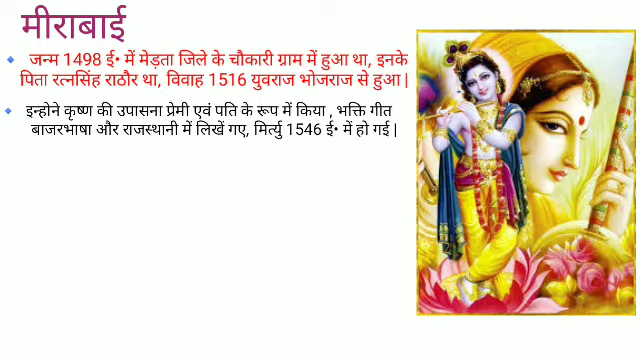 मीराबाई
जन्म 1498 ई• में मेड़ता जिले के चौकारी ग्राम में हुआ था, इनके
पिता रत्नसिंह राठौर था, विवाह 1516 युवराज भोजराज से हुआ |
इन्होने कृष्ण की उपासना प्रेमी एवं पति के रूप में किया , भक्ति गीत
बाजरभाषा और राजस्थानी में लिखें गए, मिर्त्यु 1546 ई• में हो गई |